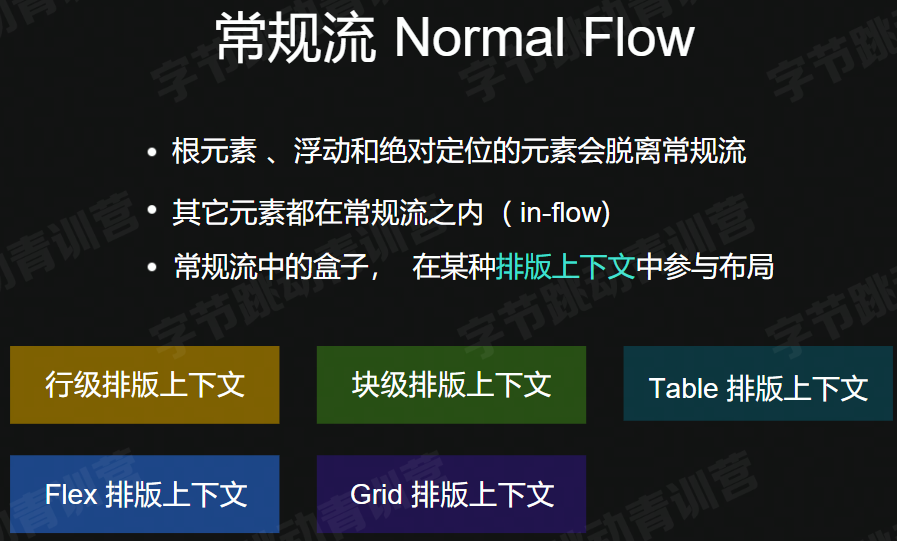 常规流 Normal Flow
• 根元素 、浮动和绝对定位的元素会脱离常规流
• 其它元素都在常规流之内 ( in-flow)
• 常规流中的盒子， 在某种排版上下文中参与布局
行级排版上下文
块级排版上下文
Table 排版上下文
Flex 排版上下文
Grid 排版上下文
字节跳动青训营